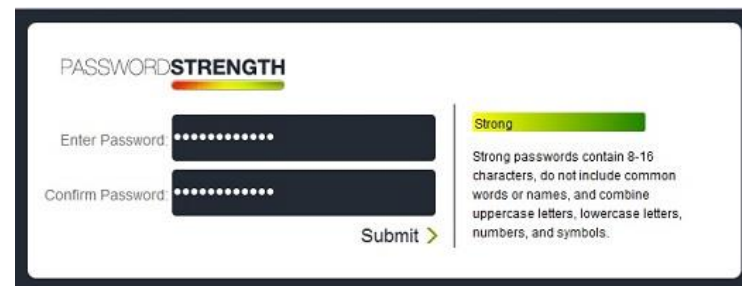 PASSWORDSTRENGTH
Enter Password: ••••••••••••
Confirm Password: ••••••••••••
Submit >
Strong
Strong passwords contain 8-16
characters, do not include common
words or names, and combine
uppercase letters, lowercase letters,
numbers, and symbols.